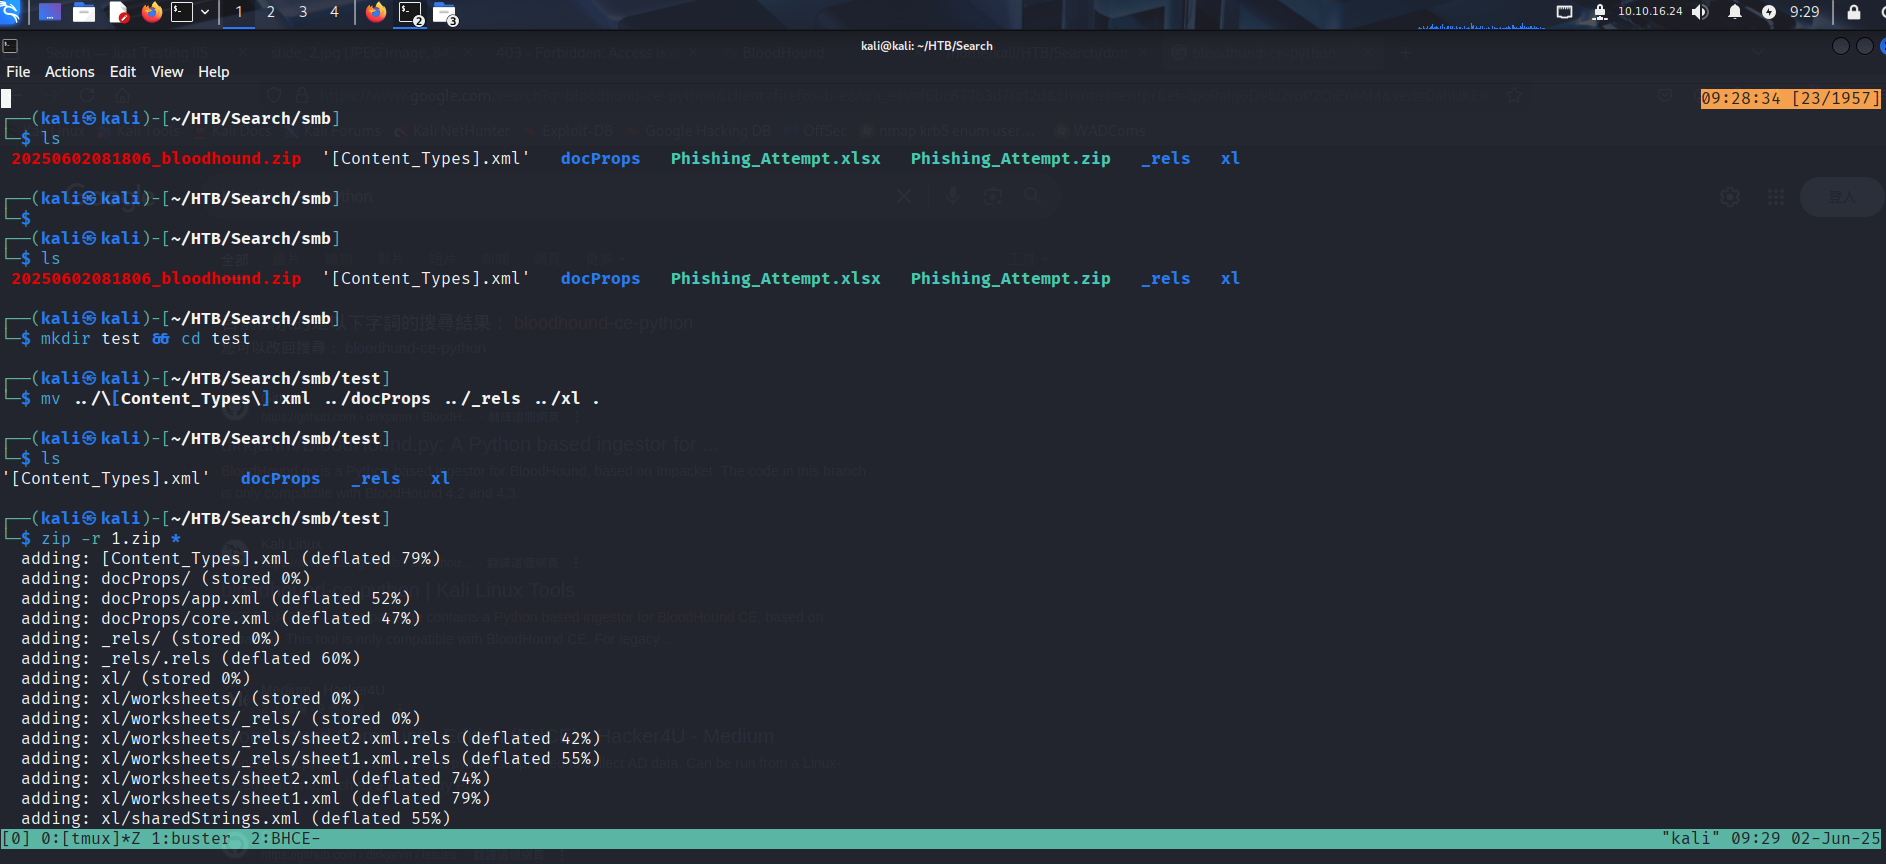 1 2 3 4 2 3 10.10.16.24 9:29
kali@kali: ~/HTB/Search
File Actions Edit View Help
09:28:34 [23/1957]
┌──(kali㉿kali)-[~/HTB/Search/smb]
└─$ ls
20250602081806_bloodhound.zip '[Content_Types].xml' docProps Phishing_Attempt.xlsx Phishing_Attempt.zip _rels xl
┌──(kali㉿kali)-[~/HTB/Search/smb]
└─$
┌──(kali㉿kali)-[~/HTB/Search/smb]
└─$ ls
20250602081806_bloodhound.zip '[Content_Types].xml' docProps Phishing_Attempt.xlsx Phishing_Attempt.zip _rels xl
┌──(kali㉿kali)-[~/HTB/Search/smb]
└─$ mkdir test && cd test
┌──(kali㉿kali)-[~/HTB/Search/smb/test]
└─$ mv ../\[Content_Types\].xml ../docProps ../_rels ../xl .
┌──(kali㉿kali)-[~/HTB/Search/smb/test]
└─$ ls
'[Content_Types].xml' docProps _rels xl
┌──(kali㉿kali)-[~/HTB/Search/smb/test]
└─$ zip -r 1.zip *
adding: [Content_Types].xml (deflated 79%)
adding: docProps/ (stored 0%)
adding: docProps/app.xml (deflated 52%)
adding: docProps/core.xml (deflated 47%)
adding: _rels/ (stored 0%)
adding: _rels/.rels (deflated 60%)
adding: xl/ (stored 0%)
adding: xl/worksheets/ (stored 0%)
adding: xl/worksheets/_rels/ (stored 0%)
adding: xl/worksheets/_rels/sheet2.xml.rels (deflated 42%)
adding: xl/worksheets/_rels/sheet1.xml.rels (deflated 55%)
adding: xl/worksheets/sheet2.xml (deflated 74%)
adding: xl/worksheets/sheet1.xml (deflated 79%)
adding: xl/sharedStrings.xml (deflated 55%)
[0] 0:[tmux]*Z 1:buster 2:BHCE- "kali" 09:29 02-Jun-25